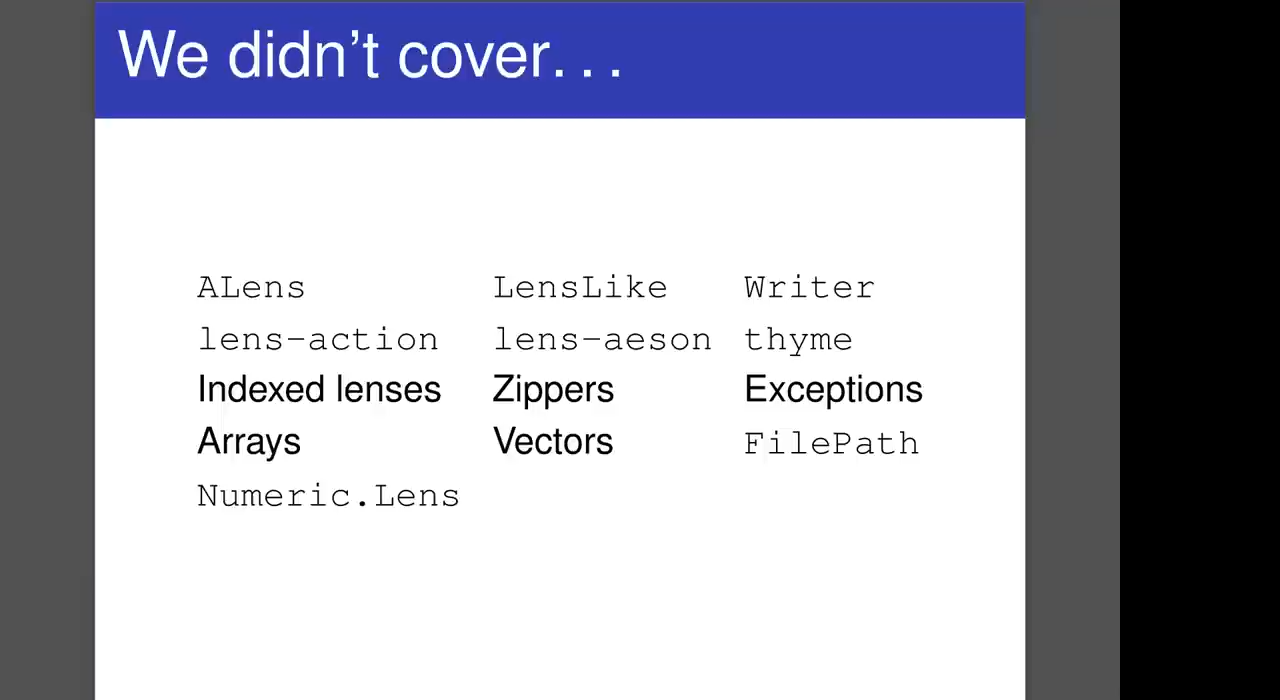 We didn't cover...
ALens LensLike Writer
lens-action lens-aeson thyme
Indexed lenses Zippers Exceptions
Arrays Vectors FilePath
Numeric.Lens